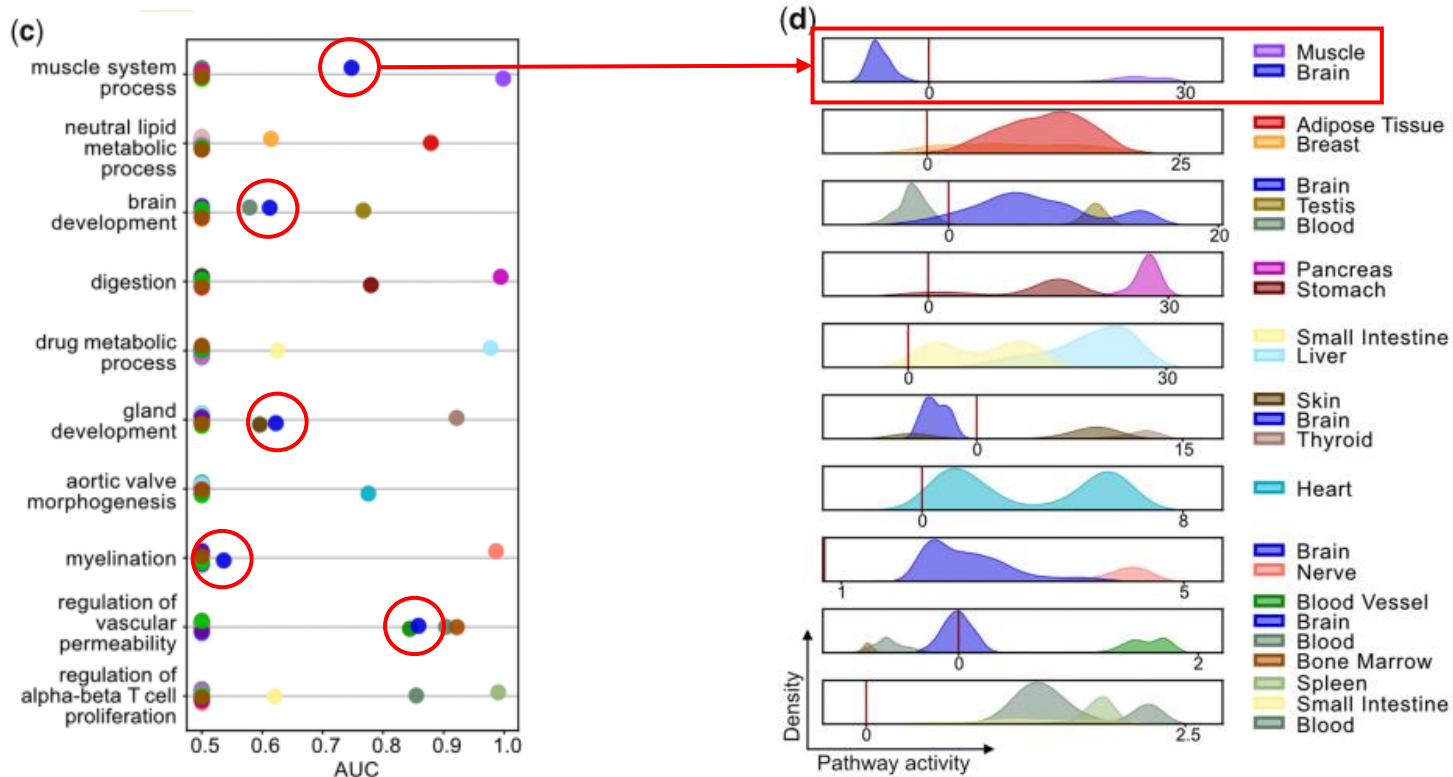 (c)
muscle system
process
neutral lipid
metabolic
process
brain
development
digestion
drug metabolic
process
gland
development
aortic valve
morphogenesis
myelination
regulation of
vascular
permeability
regulation of
alpha-beta T cell
proliferation
0.5 0.6 0.7 0.8 0.9 1.0
AUC
(d)
0 30
Muscle
Brain
0 25
Adipose Tissue
Breast
0 20
Brain
Testis
Blood
0 30
Pancreas
Stomach
0 30
Small Intestine
Liver
0 15
Skin
Brain
Thyroid
0 8
Heart
1 5
Brain
Nerve
0 2
Blood Vessel
Brain
Blood
Bone Marrow
0 2.5
Spleen
Small Intestine
Blood
Density
Pathway activity